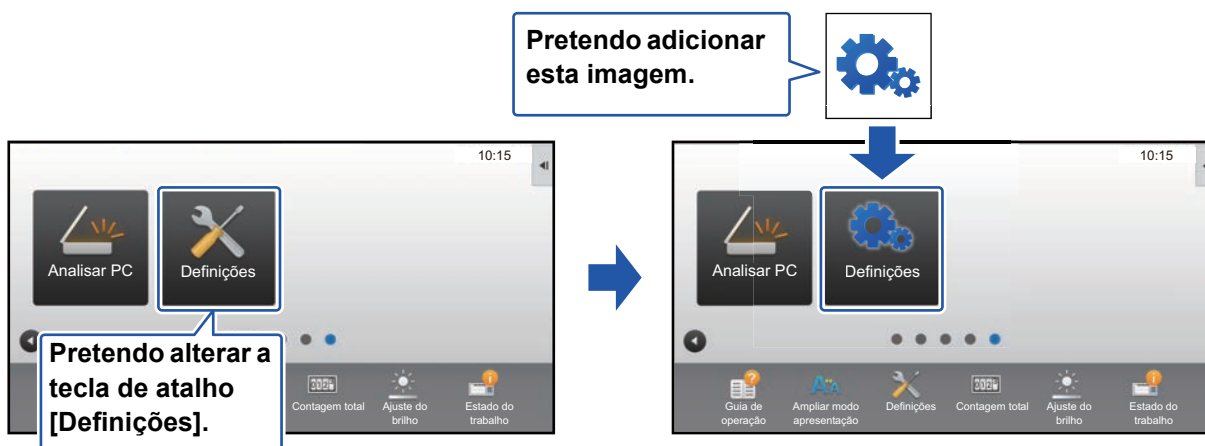 Pretendo adicionar
esta imagem.
10:15
Analisar PC
Definições
Pretendo alterar a
tecla de atalho
[Definições].
Contagem total
Ajuste do
brilho
Estado do
trabalho
10:15
Analisar PC
Definições
Guia de
operação
Ampliar modo
apresentação
Definições
Contagem total
Ajuste do
brilho
Estado do
trabalho